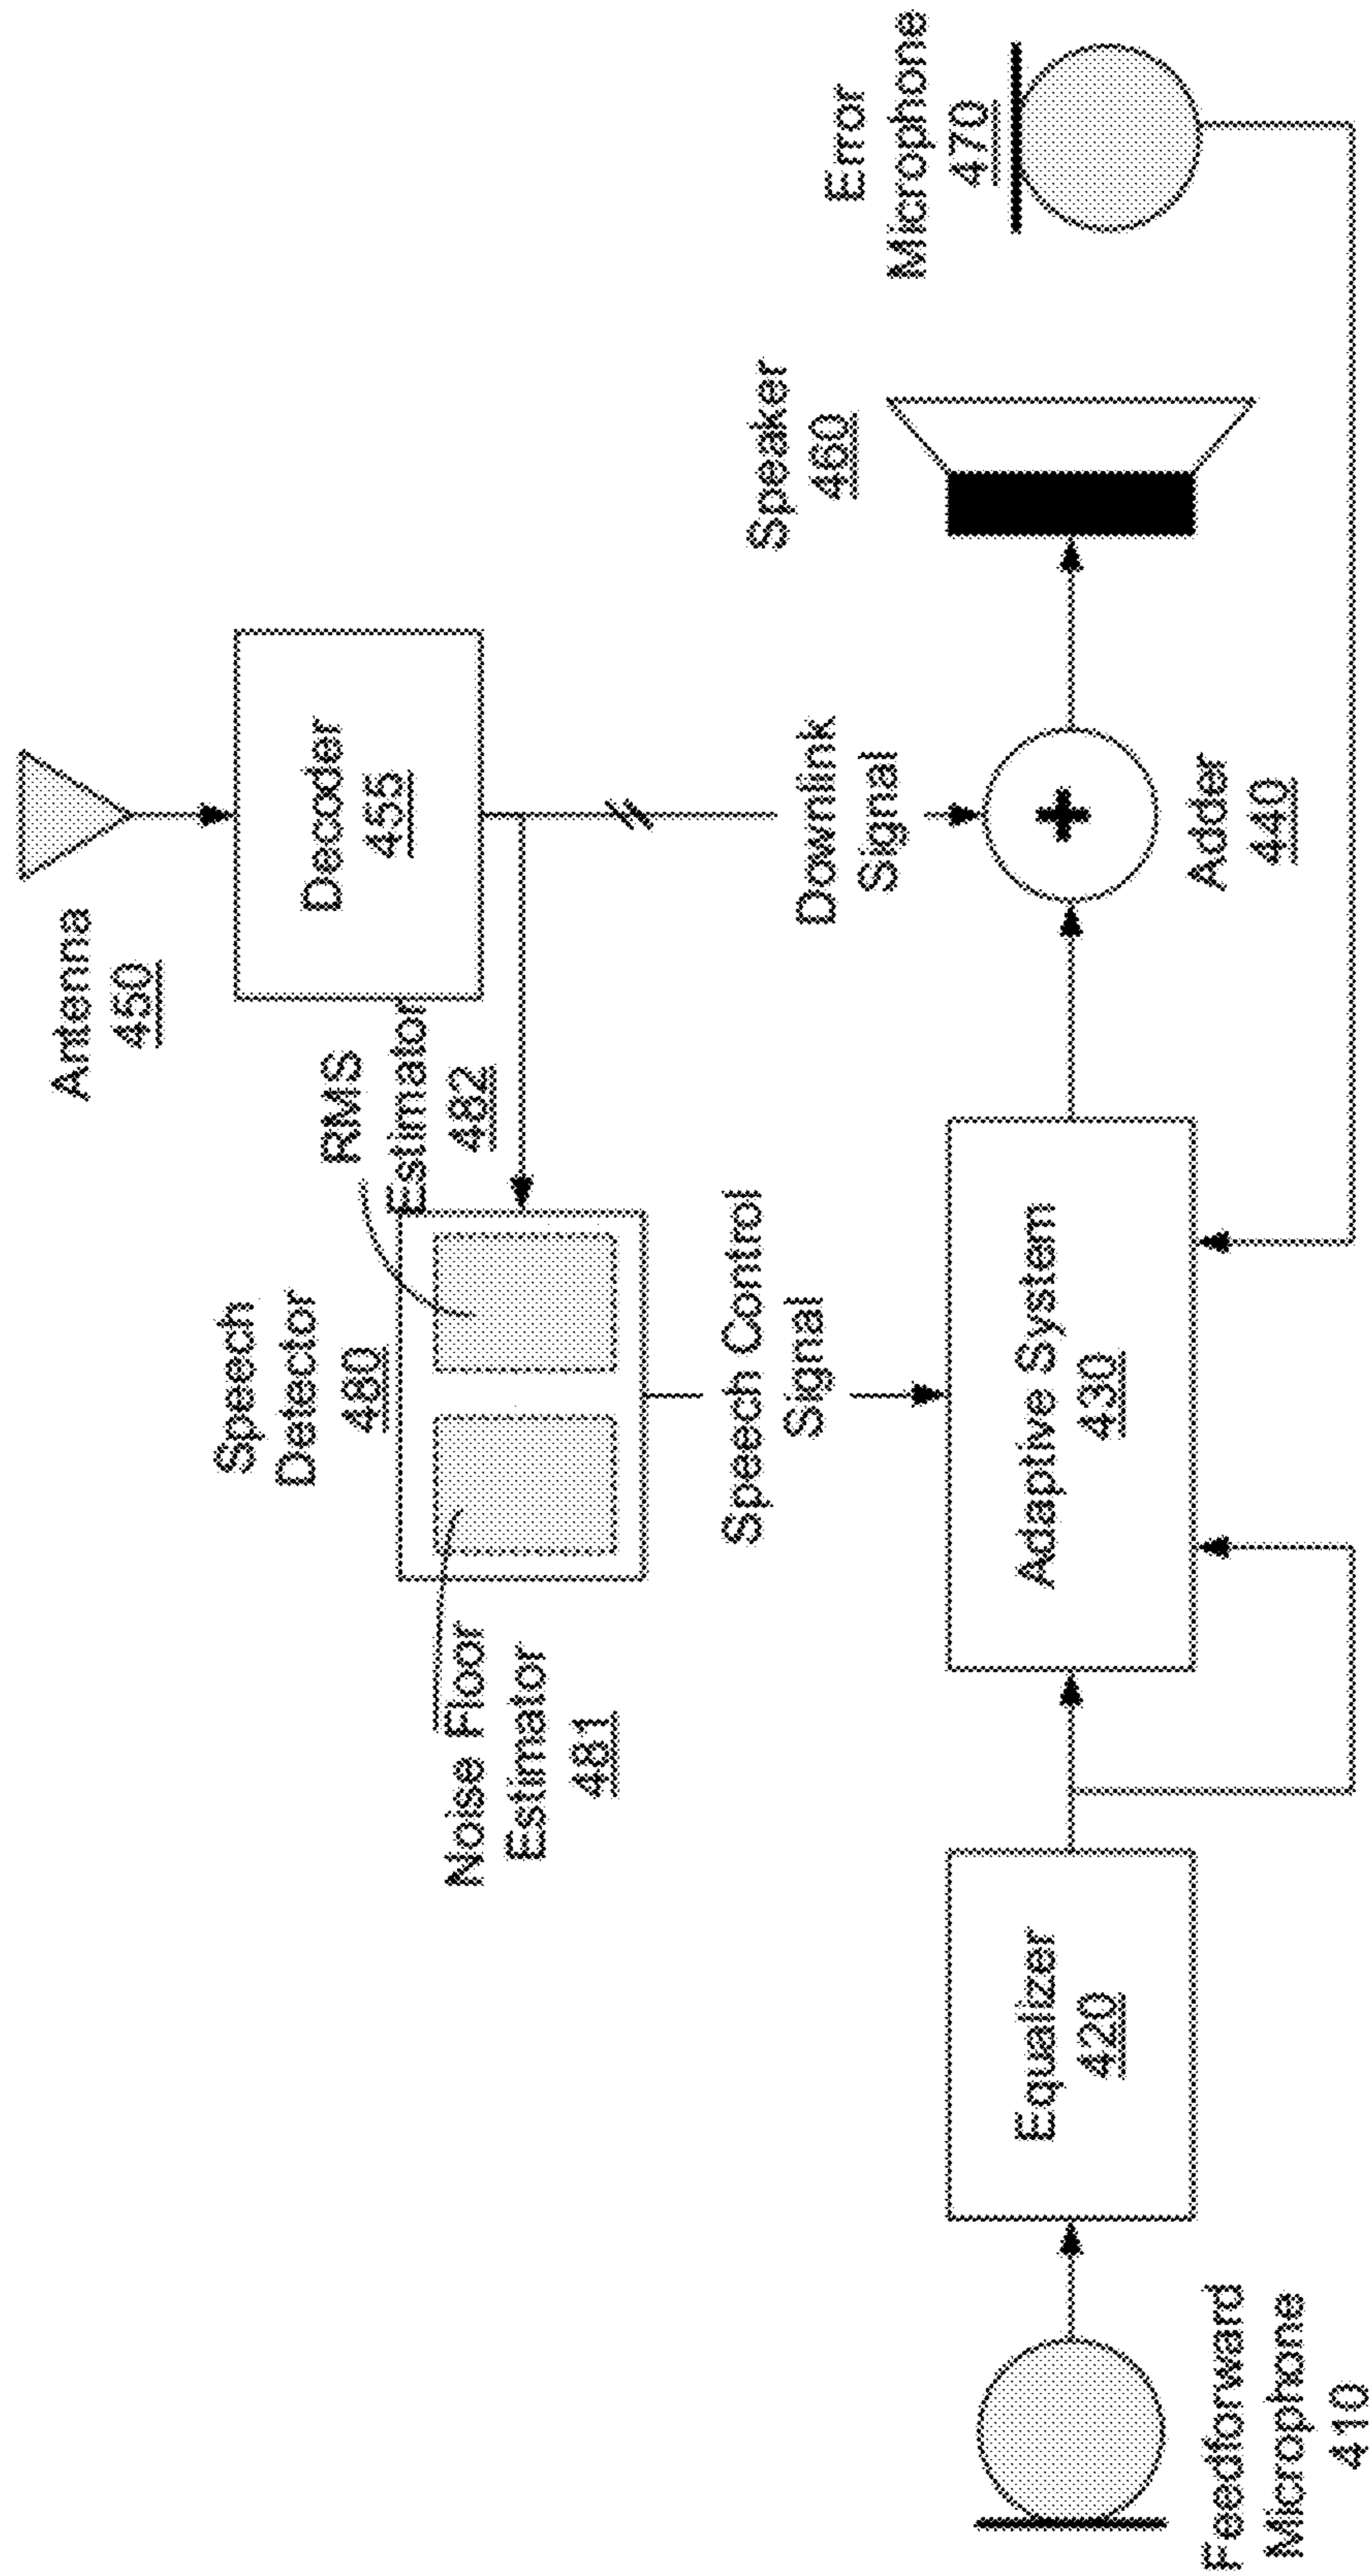 Antenna
450
Decoder
455
RMS
Estimator
482
Speech
Detector
480
Noise Floor
Estimator
481
Speech Control
Signal
Downlink
Signal
Speaker
460
Error
Microphone
470
Feedforward
Microphone
410
Equalizer
420
Adaptive System
430
+
Adder
440